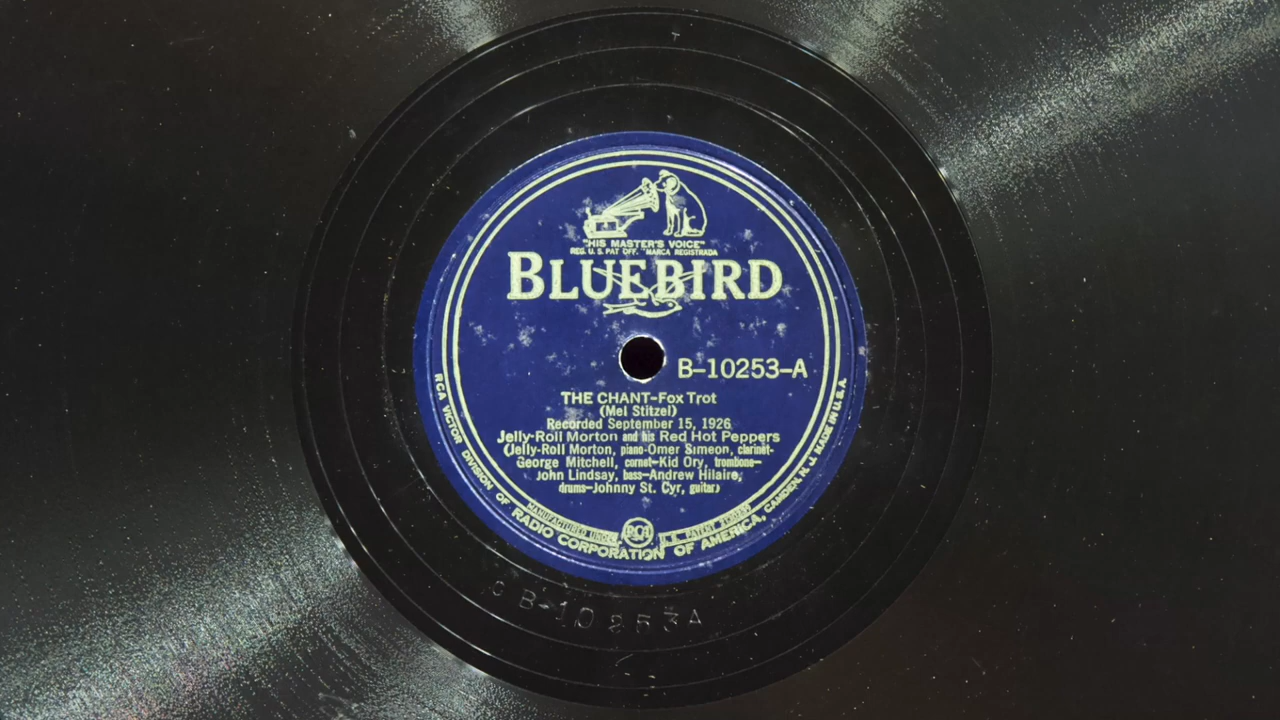 "HIS MASTER'S VOICE"
REG. U. S. PAT. OFF. "MARCA REGISTRADA
BLUEBIRD
B-10253-A
THE CHANT-Fox Trot
(Mel Stitzel)
Recorded September 15, 1926
Jelly-Roll Morton and his Red Hot Peppers
(Jelly-Roll Morton, piano-Omer Simeon, clarinet-
George Mitchell, cornet-Kid Ory, trombone-
John Lindsay, bass-Andrew Hilaire,
drums-Johnny St. Cyr, guitar)
MANUFACTURED UNDER RCA U. S. PATENT
RCA VICTOR DIVISION OF RADIO CORPORATION OF AMERICA, CAMDEN, N. J. MADE IN U. S. A.
B-10253A